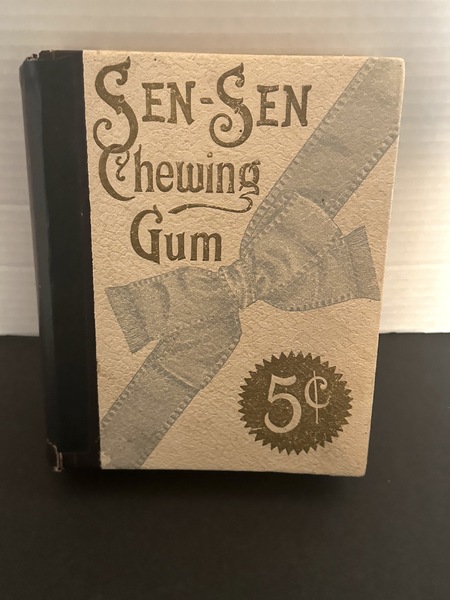 SEN-SEN
Chewing
Gum
5¢